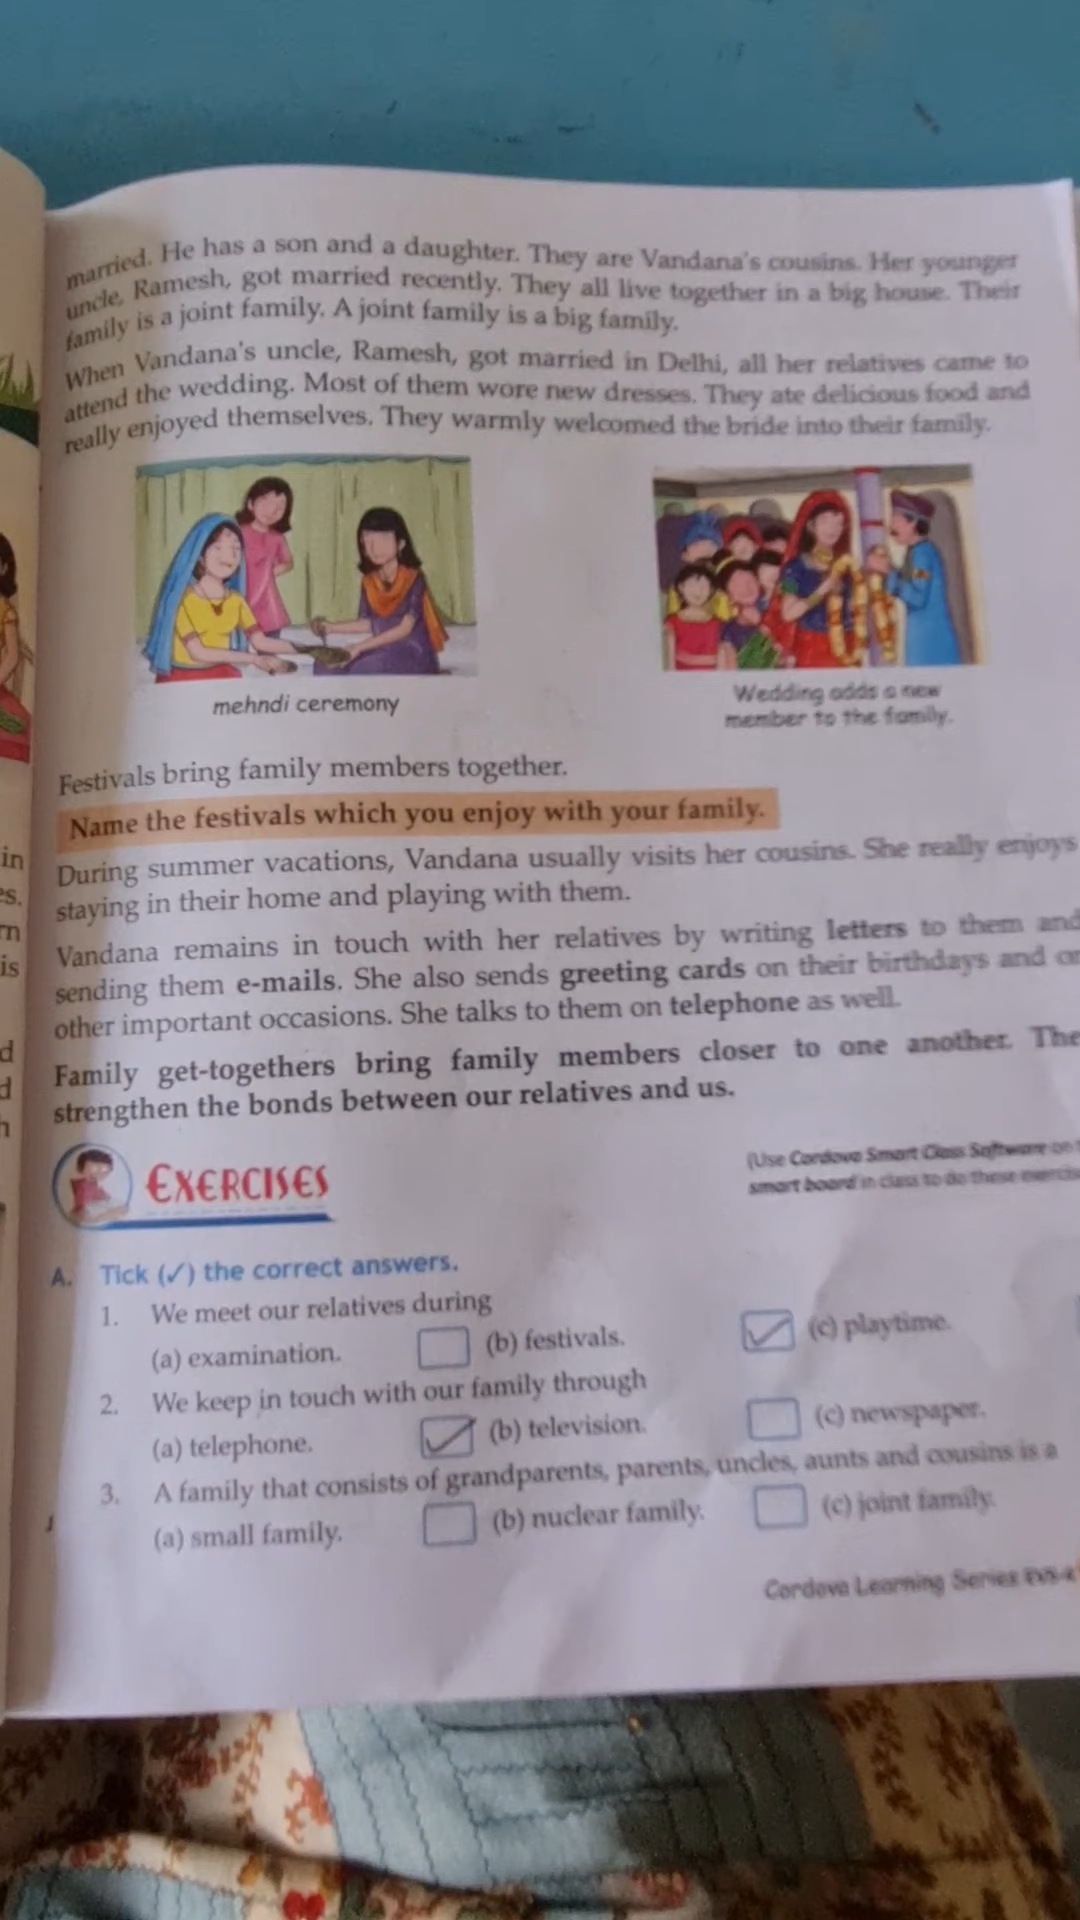 married. He has a son and a daughter. They are Vandana's cousins. Her younger
uncle, Ramesh, got married recently. They all live together in a big house. Their
family is a joint family. A joint family is a big family.
When Vandana's uncle, Ramesh, got married in Delhi, all her relatives came to
attend the wedding. Most of them wore new dresses. They ate delicious food and
really enjoyed themselves. They warmly welcomed the bride into their family.
mehndi ceremony
Wedding adds a new
member to the family.
Festivals bring family members together.
Name the festivals which you enjoy with your family.
in
During summer vacations, Vandana usually visits her cousins. She really enjoys
es.
staying in their home and playing with them.
rn
Vandana remains in touch with her relatives by writing letters to them and
is
sending them e-mails. She also sends greeting cards on their birthdays and on
other important occasions. She talks to them on telephone as well.
d
Family get-togethers bring family members closer to one another. The
d
strengthen the bonds between our relatives and us.
h
EXERCISES
(Use Cordova Smart Class Software on
smart board in class to do these
A. Tick (✓) the correct answers.
1. We meet our relatives during
(a) examination. (b) festivals. ✓ (c) playtime.
2. We keep in touch with our family through
(a) telephone. ✓ (b) television. (c) newspaper.
3. A family that consists of grandparents, parents, uncles, aunts and cousins is a
(a) small family. (b) nuclear family. (c) joint family.
Cordova Learning Series